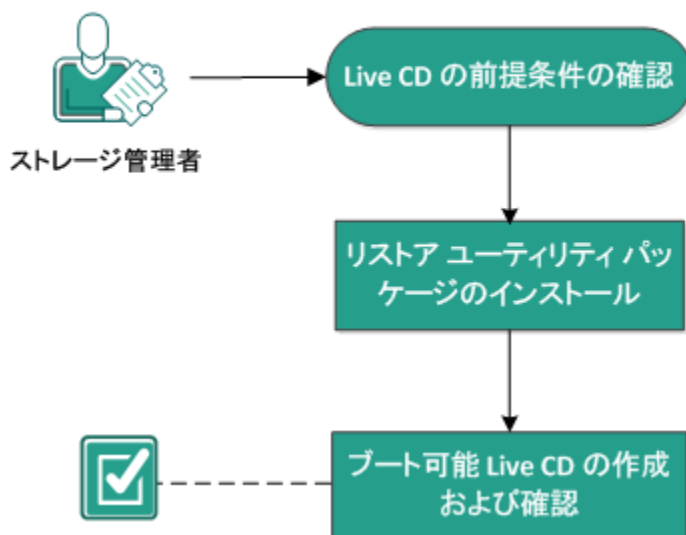 Live CD の前提条件の確認
ストレージ管理者
リストア ユーティリティ パッ
ケージのインストール
ブート可能 Live CD の作成
および確認